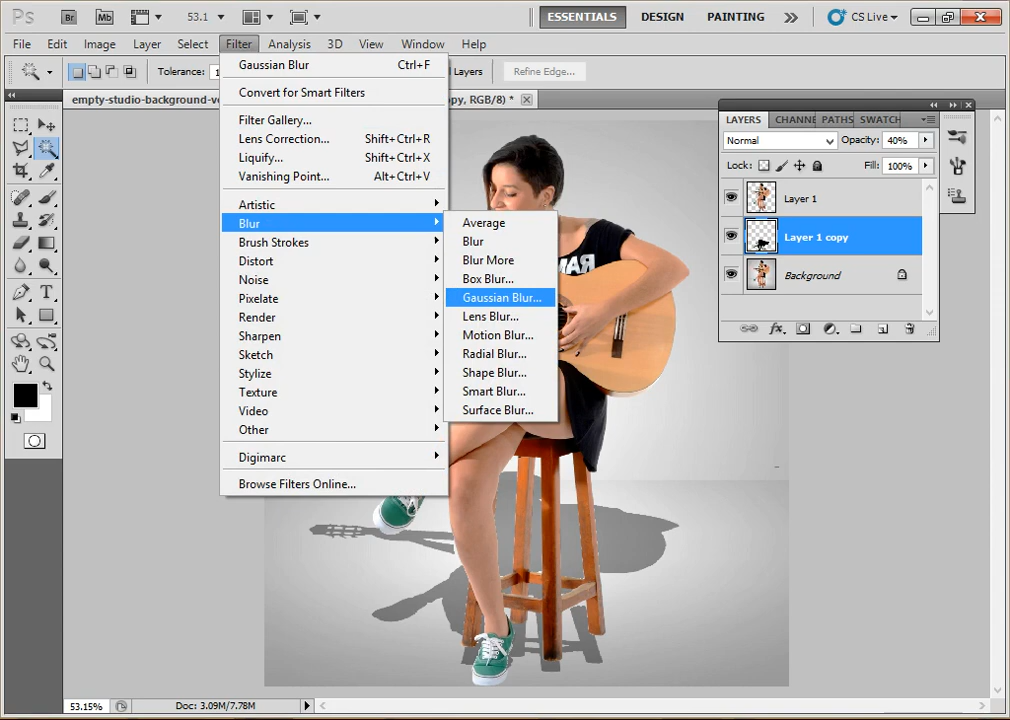 Ps Br Mb 53.1 ESSENTIALS DESIGN PAINTING CS Live
File Edit Image Layer Select Filter Analysis 3D View Window Help
Tolerance: 1 Layers Refine Edge...
empty-studio-background-v opy, RGB/8) *
Gaussian Blur Ctrl+F
Convert for Smart Filters
Filter Gallery...
Lens Correction... Shift+Ctrl+R
Liquify... Shift+Ctrl+X
Vanishing Point... Alt+Ctrl+V
Artistic
Blur
Brush Strokes
Distort
Noise
Pixelate
Render
Sharpen
Sketch
Stylize
Texture
Video
Other
Digimarc
Browse Filters Online...
Average
Blur
Blur More
Box Blur...
Gaussian Blur...
Lens Blur...
Motion Blur...
Radial Blur...
Shape Blur...
Smart Blur...
Surface Blur...
LAYERS CHANNE PATHS SWATCH
Normal Opacity: 40%
Lock: Fill: 100%
Layer 1
Layer 1 copy
fx
Background
53.15% Doc: 3.09M/7.78M